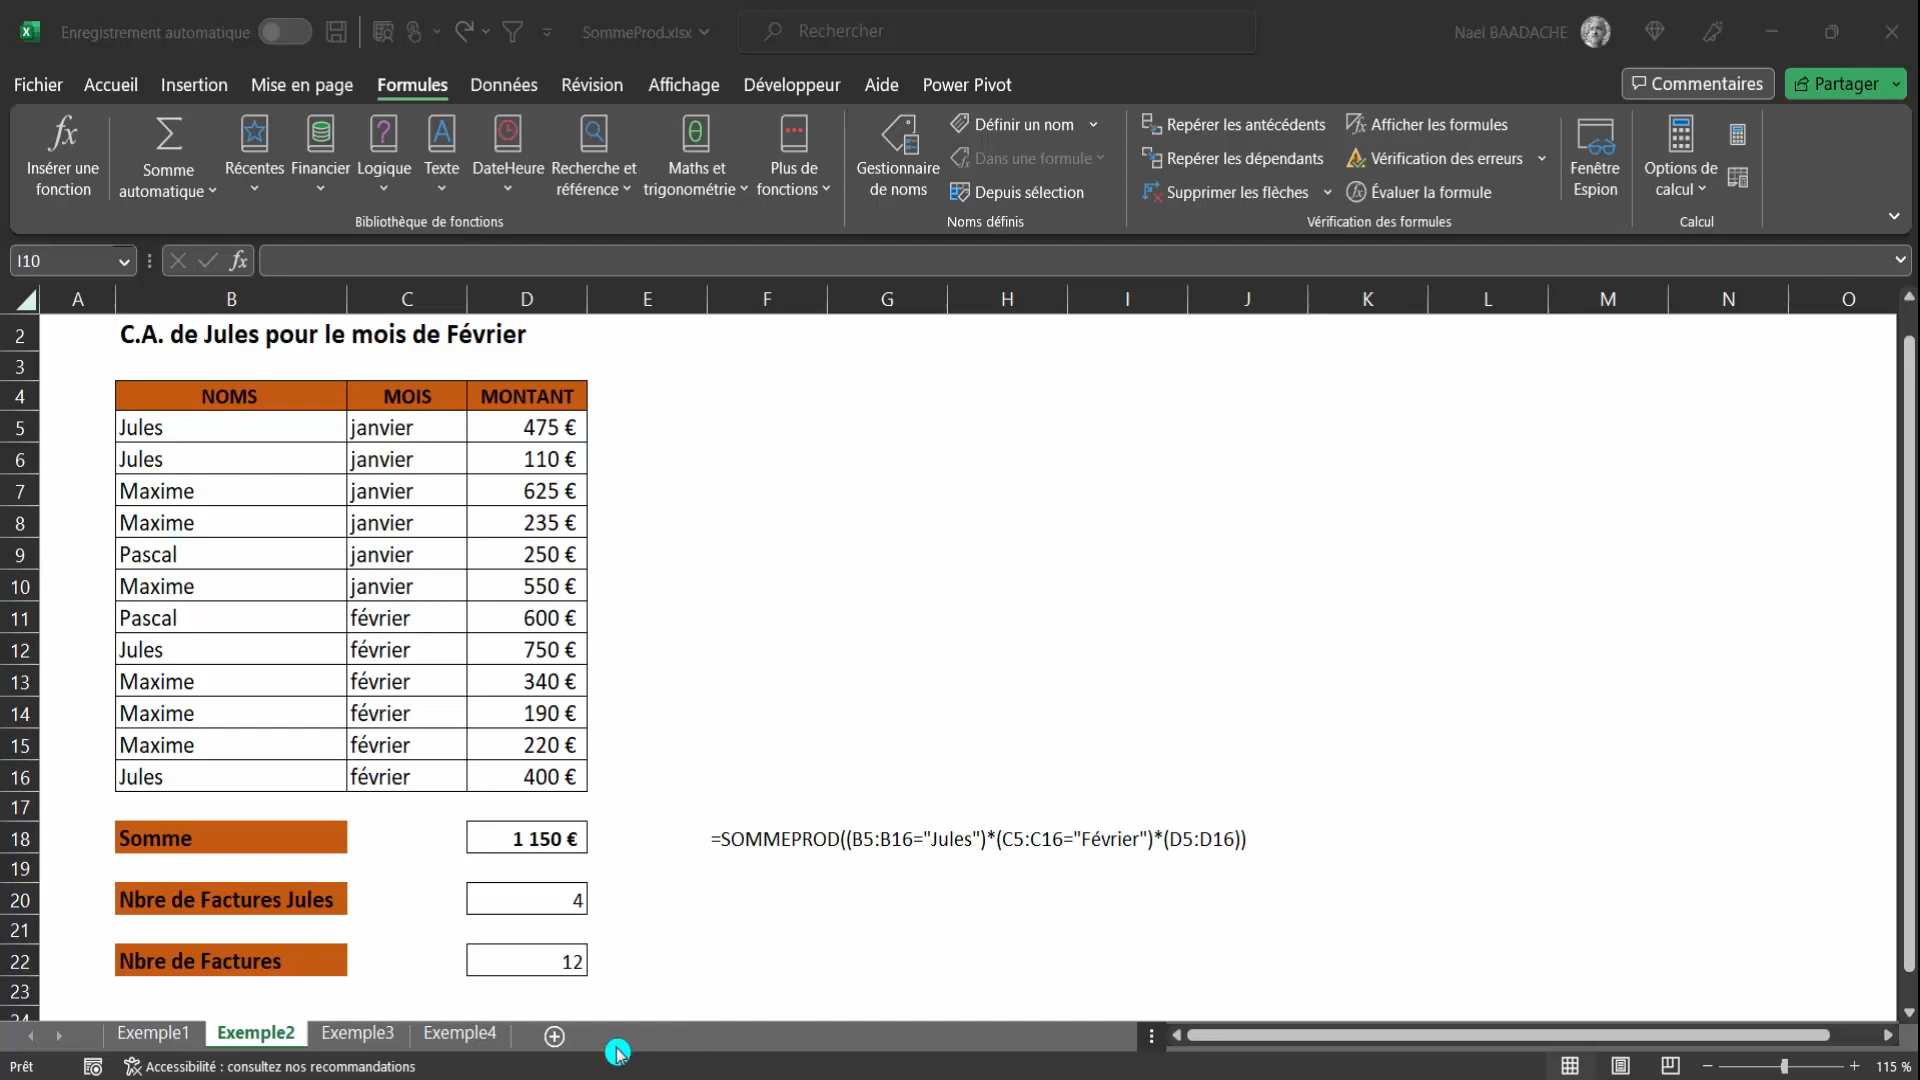 Enregistrement automatique SommeProd.xlsx Rechercher Nael BAADACHE
Fichier Accueil Insertion Mise en page Formules Données Révision Affichage Développeur Aide Power Pivot Commentaires Partager
Insérer une fonction
Somme automatique
Récentes
Financier
Logique
Texte
DateHeure
Recherche et référence
Maths et trigonométrie
Plus de fonctions
Bibliothèque de fonctions
Gestionnaire de noms
Définir un nom
Dans une formule
Depuis sélection
Noms définis
Repérer les antécédents
Repérer les dépendants
Supprimer les flèches
Afficher les formules
Vérification des erreurs
Évaluer la formule
Vérification des formules
Fenêtre Espion
Options de calcul
Calcul
I10 fx
A B C D E F G H I J K L M N O
2 C.A. de Jules pour le mois de Février
3
4 NOMS MOIS MONTANT
5 Jules janvier 475 €
6 Jules janvier 110 €
7 Maxime janvier 625 €
8 Maxime janvier 235 €
9 Pascal janvier 250 €
10 Maxime janvier 550 €
11 Pascal février 600 €
12 Jules février 750 €
13 Maxime février 340 €
14 Maxime février 190 €
15 Maxime février 220 €
16 Jules février 400 €
17
18 Somme 1 150 € =SOMMEPROD((B5:B16="Jules")*(C5:C16="Février")*(D5:D16))
19
20 Nbre de Factures Jules 4
21
22 Nbre de Factures 12
23
24
Exemple1 Exemple2 Exemple3 Exemple4
Prêt Accessibilité : consultez nos recommandations 115 %